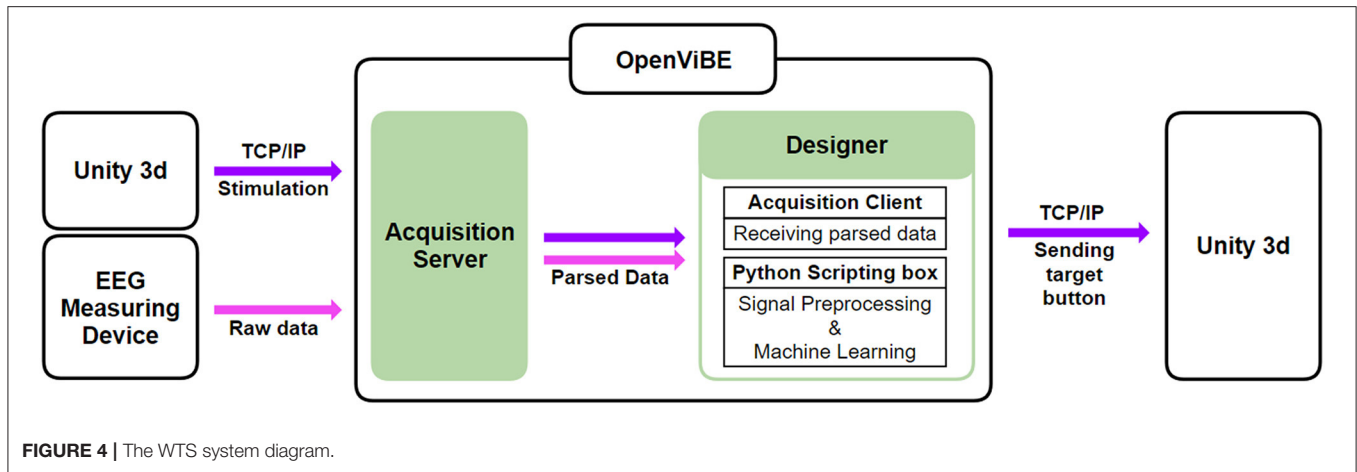 OpenViBE
Unity 3d
TCP/IP
Stimulation
EEG
Measuring
Device
Raw data
Acquisition
Server
Parsed Data
Designer
Acquisition Client
Receiving parsed data
Python Scripting box
Signal Preprocessing
&
Machine Learning
TCP/IP
Sending
target
button
Unity 3d
FIGURE 4 | The WTS system diagram.